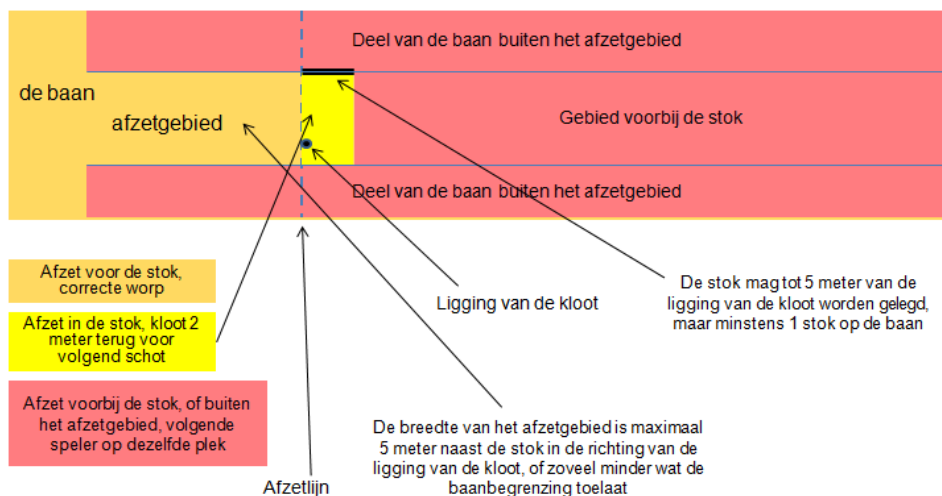 Deel van de baan buiten het afzetgebied
de baan
afzetgebied
Gebied voorbij de stok
Deel van de baan buiten het afzetgebied
Afzet voor de stok,
correcte worp
Afzet in de stok, kloot 2
meter terug voor
volgend schot
Afzet voorbij de stok, of buiten
het afzetgebied, volgende
speler op dezelfde plek
Ligging van de kloot
De stok mag tot 5 meter van de
ligging van de kloot worden gelegd,
maar minstens 1 stok op de baan
De breedte van het afzetgebied is maximaal
5 meter naast de stok in de richting van de
ligging van de kloot, of zoveel minder wat de
baanbegrenzing toelaat
Afzetlijn